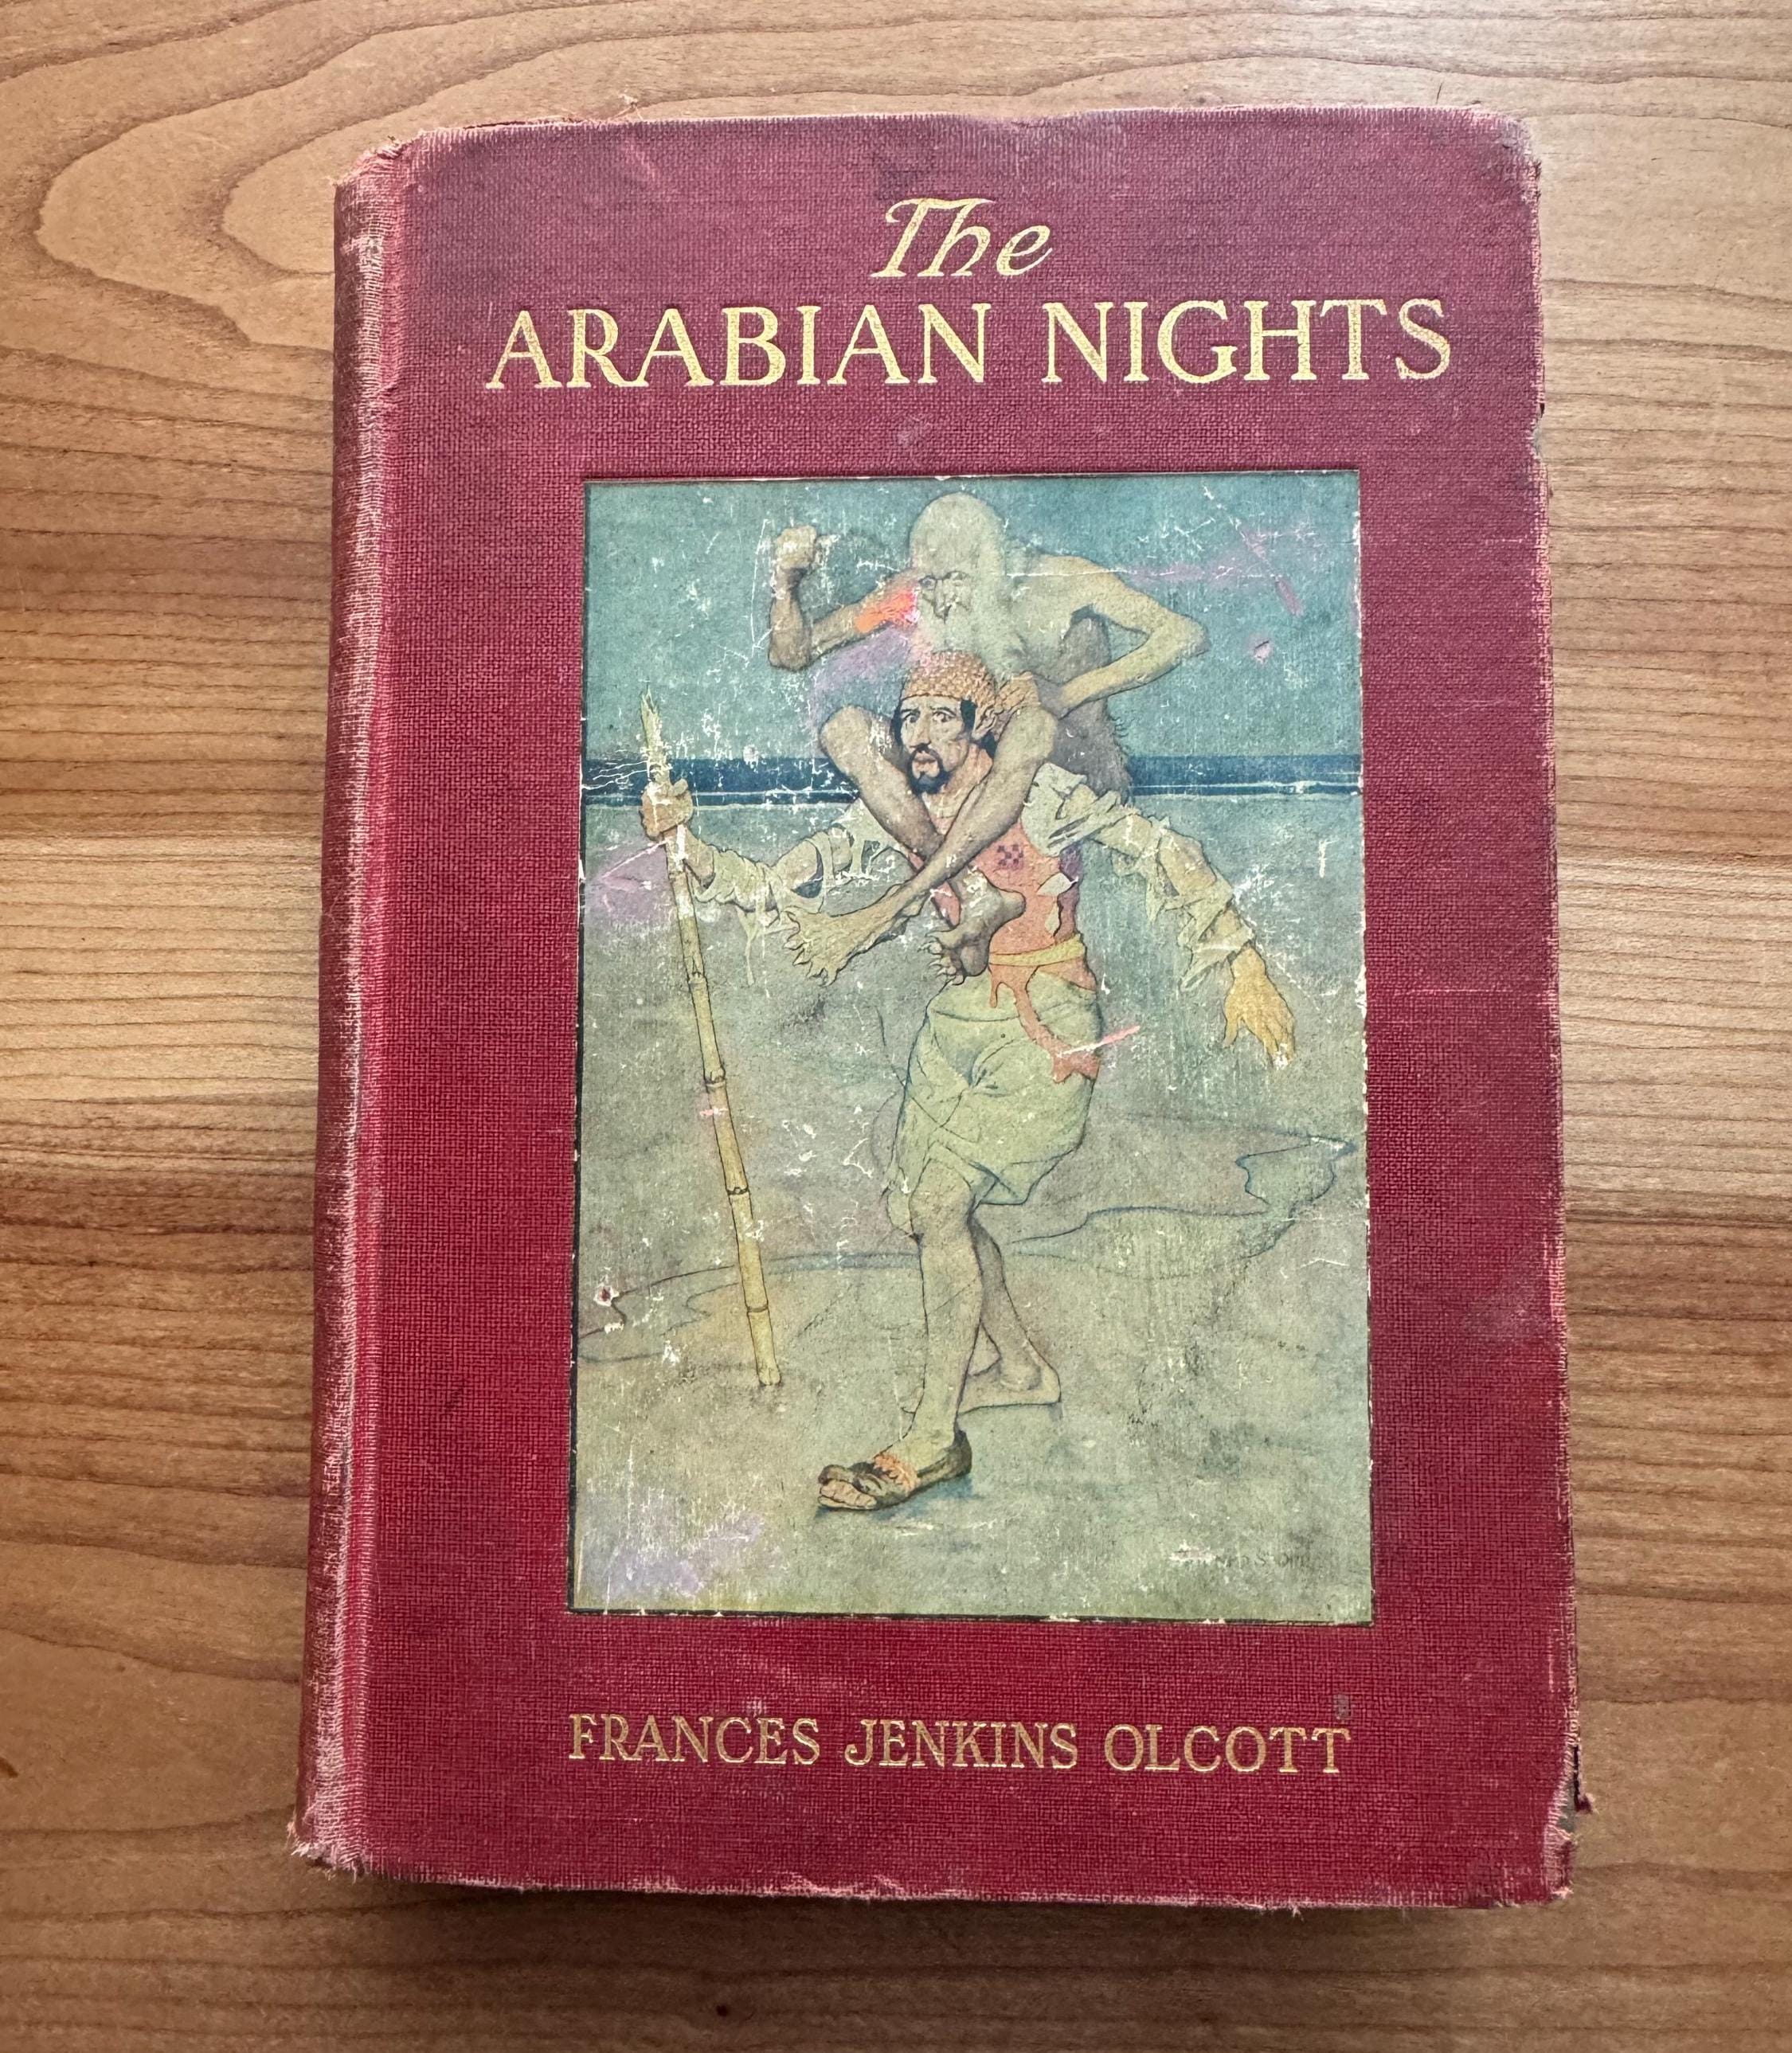 The
ARABIAN NIGHTS
FRANCES JENKINS OLCOTT